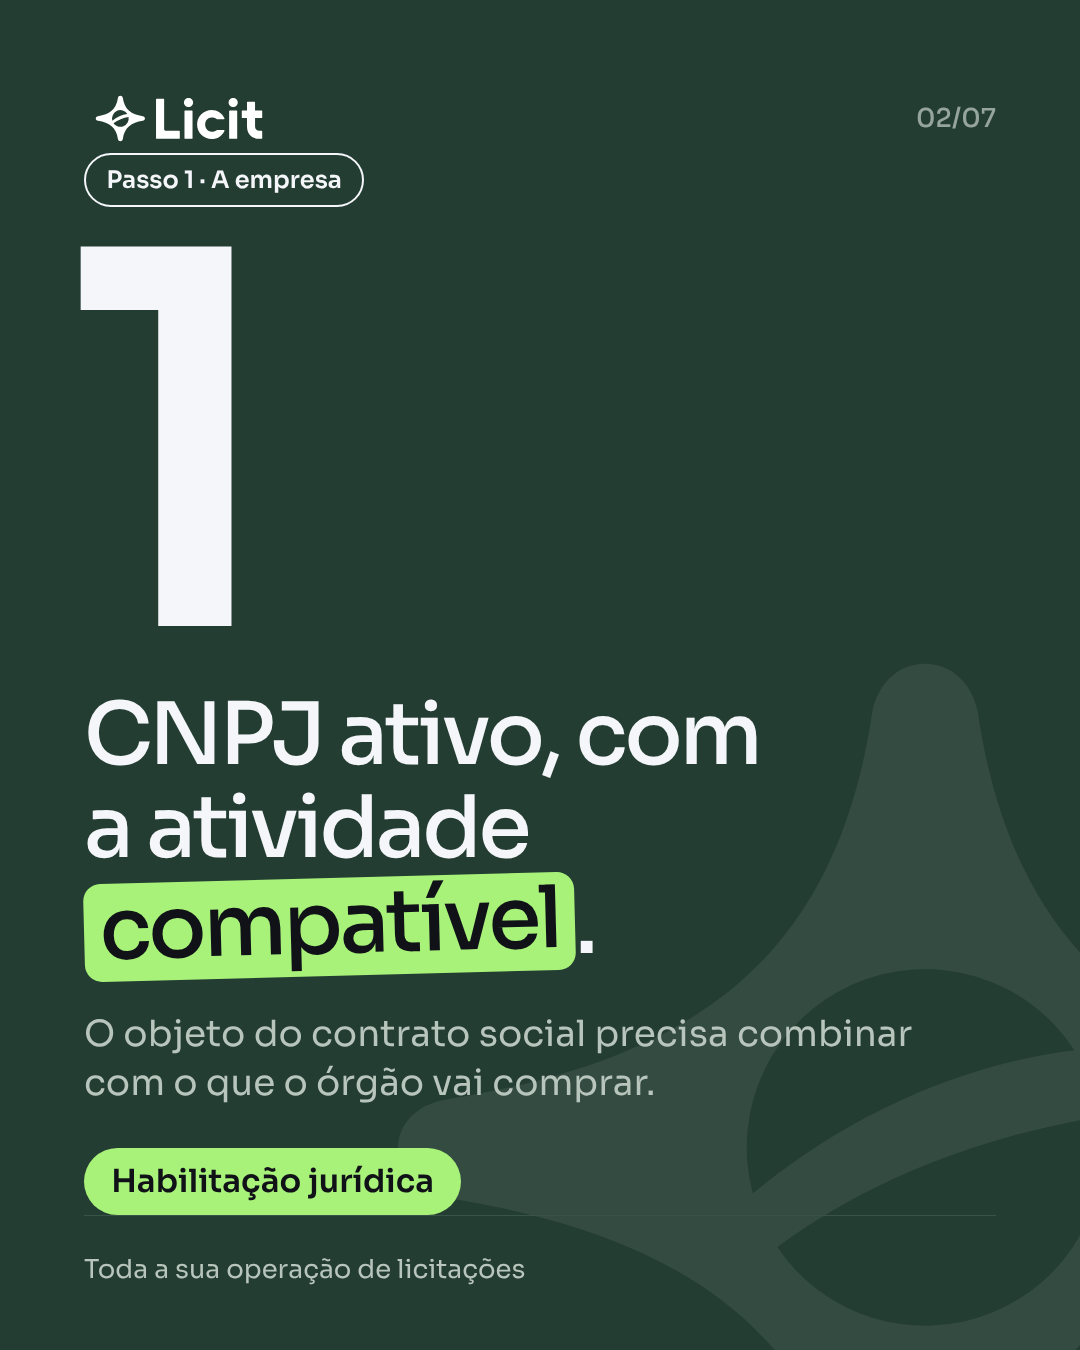 Licit
02/07
Passo 1 · A empresa
1
CNPJ ativo, com
a atividade
compatível.
O objeto do contrato social precisa combinar
com o que o órgão vai comprar.
Habilitação jurídica
Toda a sua operação de licitações